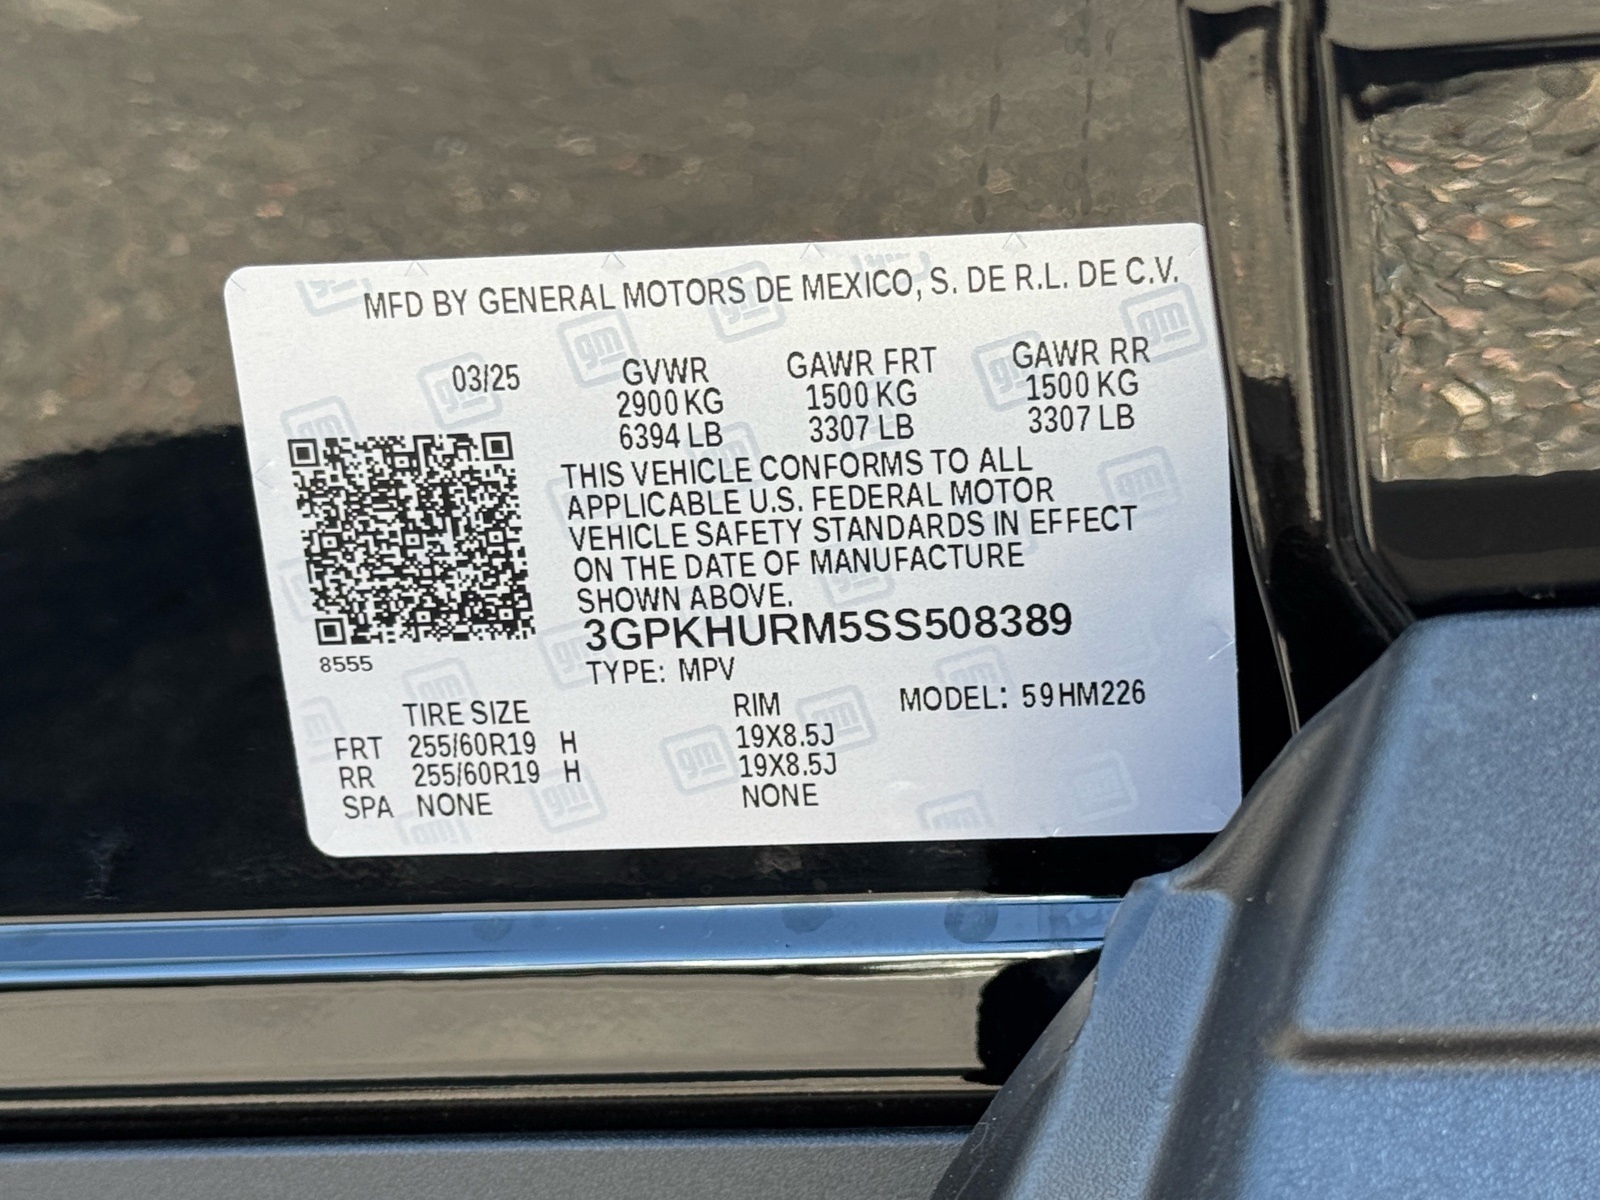 MFD BY GENERAL MOTORS DE MEXICO, S. DE R.L. DE C.V.
03/25 GVWR GAWR FRT GAWR RR
2900 KG 1500 KG 1500 KG
6394 LB 3307 LB 3307 LB
THIS VEHICLE CONFORMS TO ALL
APPLICABLE U.S. FEDERAL MOTOR
VEHICLE SAFETY STANDARDS IN EFFECT
ON THE DATE OF MANUFACTURE
SHOWN ABOVE.
3GPKHURM5SS508389
8555
TYPE: MPV
TIRE SIZE RIM MODEL: 59HM226
FRT 255/60R19 H 19X8.5J
RR 255/60R19 H 19X8.5J
SPA NONE NONE